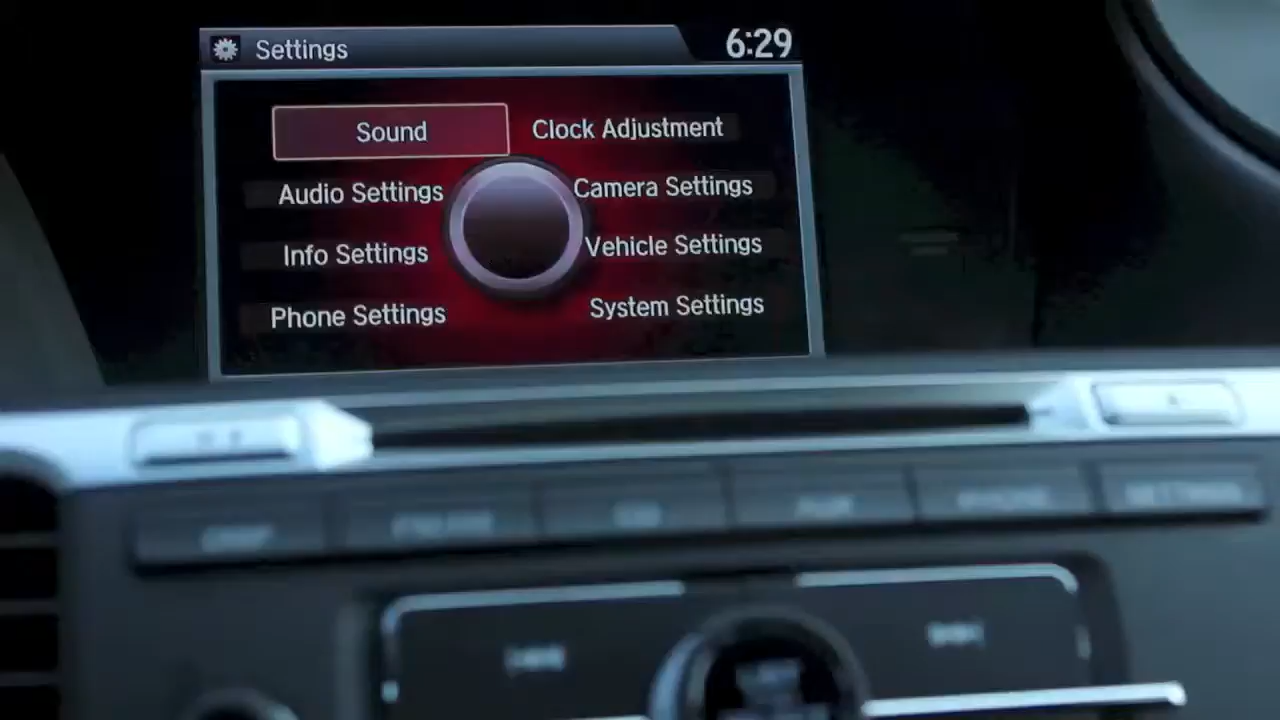 Settings
6:29
Sound
Clock Adjustment
Audio Settings
Camera Settings
Info Settings
Vehicle Settings
Phone Settings
System Settings